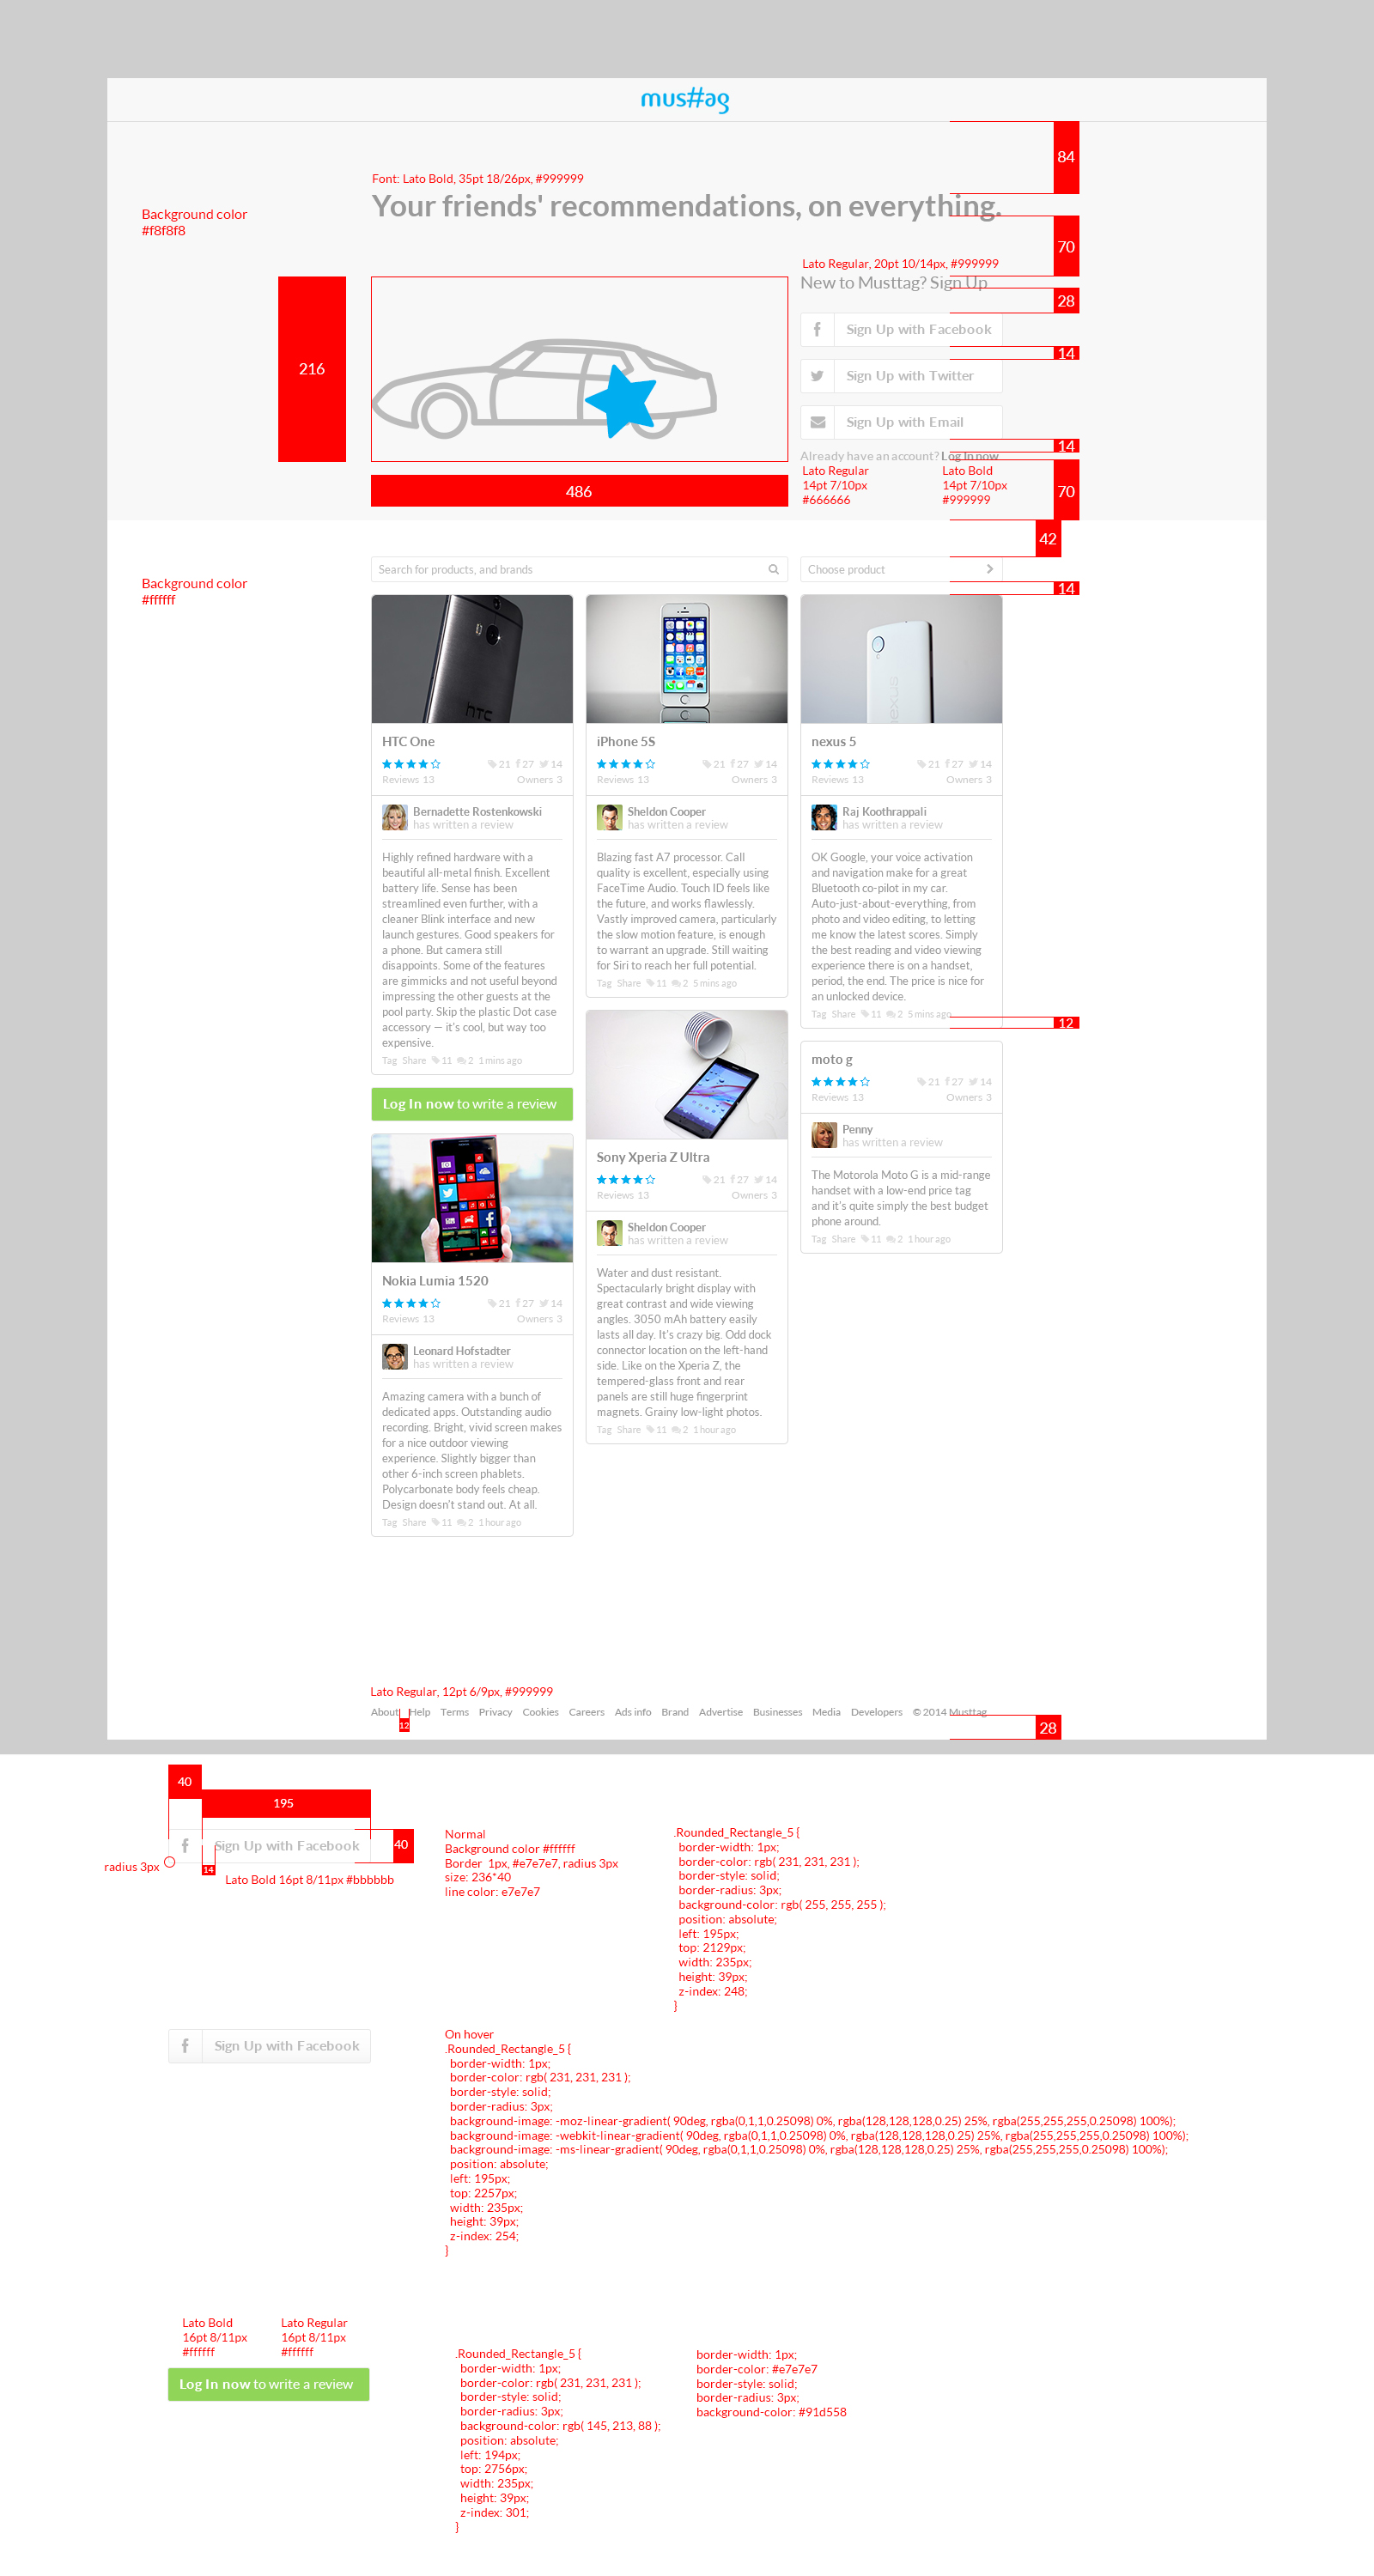 musttag
84
Font: Lato Bold, 35pt 18/26px, #999999
Your friends' recommendations, on everything.
Background color
#f8f8f8
70
Lato Regular, 20pt 10/14px, #999999
New to Musttag? Sign Up
28
Sign Up with Facebook
14
216
Sign Up with Twitter
Sign Up with Email
14
Already have an account? Log In now
Lato Regular
14pt 7/10px
#666666
Lato Bold
14pt 7/10px
#999999
70
486
42
Background color
#ffffff
Search for products, and brands
Choose product
14
htc
HTC One
21 27 14
Reviews 13
Owners 3
Bernadette Rostenkowski
has written a review
Highly refined hardware with a
beautiful all-metal finish. Excellent
battery life. Sense has been
streamlined even further, with a
cleaner Blink interface and new
launch gestures. Good speakers for
a phone. But camera still
disappoints. Some of the features
are gimmicks and not useful beyond
impressing the other guests at the
pool party. Skip the plastic Dot case
accessory — it's cool, but way too
expensive.
Tag Share 11 2 1 mins ago
Log In now to write a review
Nokia Lumia 1520
21 27 14
Reviews 13
Owners 3
Leonard Hofstadter
has written a review
Amazing camera with a bunch of
dedicated apps. Outstanding audio
recording. Bright, vivid screen makes
for a nice outdoor viewing
experience. Slightly bigger than
other 6-inch screen phablets.
Polycarbonate body feels cheap.
Design doesn't stand out. At all.
Tag Share 11 2 1 hour ago
iPhone 5S
21 27 14
Reviews 13
Owners 3
Sheldon Cooper
has written a review
Blazing fast A7 processor. Call
quality is excellent, especially using
FaceTime Audio. Touch ID feels like
the future, and works flawlessly.
Vastly improved camera, particularly
the slow motion feature, is enough
to warrant an upgrade. Still waiting
for Siri to reach her full potential.
Tag Share 11 2 5 mins ago
Sony Xperia Z Ultra
21 27 14
Reviews 13
Owners 3
Sheldon Cooper
has written a review
Water and dust resistant.
Spectacularly bright display with
great contrast and wide viewing
angles. 3050 mAh battery easily
lasts all day. It's crazy big. Odd dock
connector location on the left-hand
side. Like on the Xperia Z, the
tempered-glass front and rear
panels are still huge fingerprint
magnets. Grainy low-light photos.
Tag Share 11 2 1 hour ago
nexus
nexus 5
21 27 14
Reviews 13
Owners 3
Raj Koothrappali
has written a review
OK Google, your voice activation
and navigation make for a great
Bluetooth co-pilot in my car.
Auto-just-about-everything, from
photo and video editing, to letting
me know the latest scores. Simply
the best reading and video viewing
experience there is on a handset,
period, the end. The price is nice for
an unlocked device.
Tag Share 11 2 5 mins ago
12
moto g
21 27 14
Reviews 13
Owners 3
Penny
has written a review
The Motorola Moto G is a mid-range
handset with a low-end price tag
and it's quite simply the best budget
phone around.
Tag Share 11 2 1 hour ago
Lato Regular, 12pt 6/9px, #999999
About Help Terms Privacy Cookies Careers Ads info Brand Advertise Businesses Media Developers © 2014 Musttag
12
28
40
195
Sign Up with Facebook
40
radius 3px
14
Lato Bold 16pt 8/11px #bbbbbb
Normal
Background color #ffffff
Border 1px, #e7e7e7, radius 3px
size: 236*40
line color: e7e7e7
.Rounded_Rectangle_5 {
border-width: 1px;
border-color: rgb( 231, 231, 231 );
border-style: solid;
border-radius: 3px;
background-color: rgb( 255, 255, 255 );
position: absolute;
left: 195px;
top: 2129px;
width: 235px;
height: 39px;
z-index: 248;
}
Sign Up with Facebook
On hover
.Rounded_Rectangle_5 {
border-width: 1px;
border-color: rgb( 231, 231, 231 );
border-style: solid;
border-radius: 3px;
background-image: -moz-linear-gradient( 90deg, rgba(0,1,1,0.25098) 0%, rgba(128,128,128,0.25) 25%, rgba(255,255,255,0.25098) 100%);
background-image: -webkit-linear-gradient( 90deg, rgba(0,1,1,0.25098) 0%, rgba(128,128,128,0.25) 25%, rgba(255,255,255,0.25098) 100%);
background-image: -ms-linear-gradient( 90deg, rgba(0,1,1,0.25098) 0%, rgba(128,128,128,0.25) 25%, rgba(255,255,255,0.25098) 100%);
position: absolute;
left: 195px;
top: 2257px;
width: 235px;
height: 39px;
z-index: 254;
}
Lato Bold
16pt 8/11px
#ffffff
Lato Regular
16pt 8/11px
#ffffff
Log In now to write a review
.Rounded_Rectangle_5 {
border-width: 1px;
border-color: rgb( 231, 231, 231 );
border-style: solid;
border-radius: 3px;
background-color: rgb( 145, 213, 88 );
position: absolute;
left: 194px;
top: 2756px;
width: 235px;
height: 39px;
z-index: 301;
}
border-width: 1px;
border-color: #e7e7e7
border-style: solid;
border-radius: 3px;
background-color: #91d558